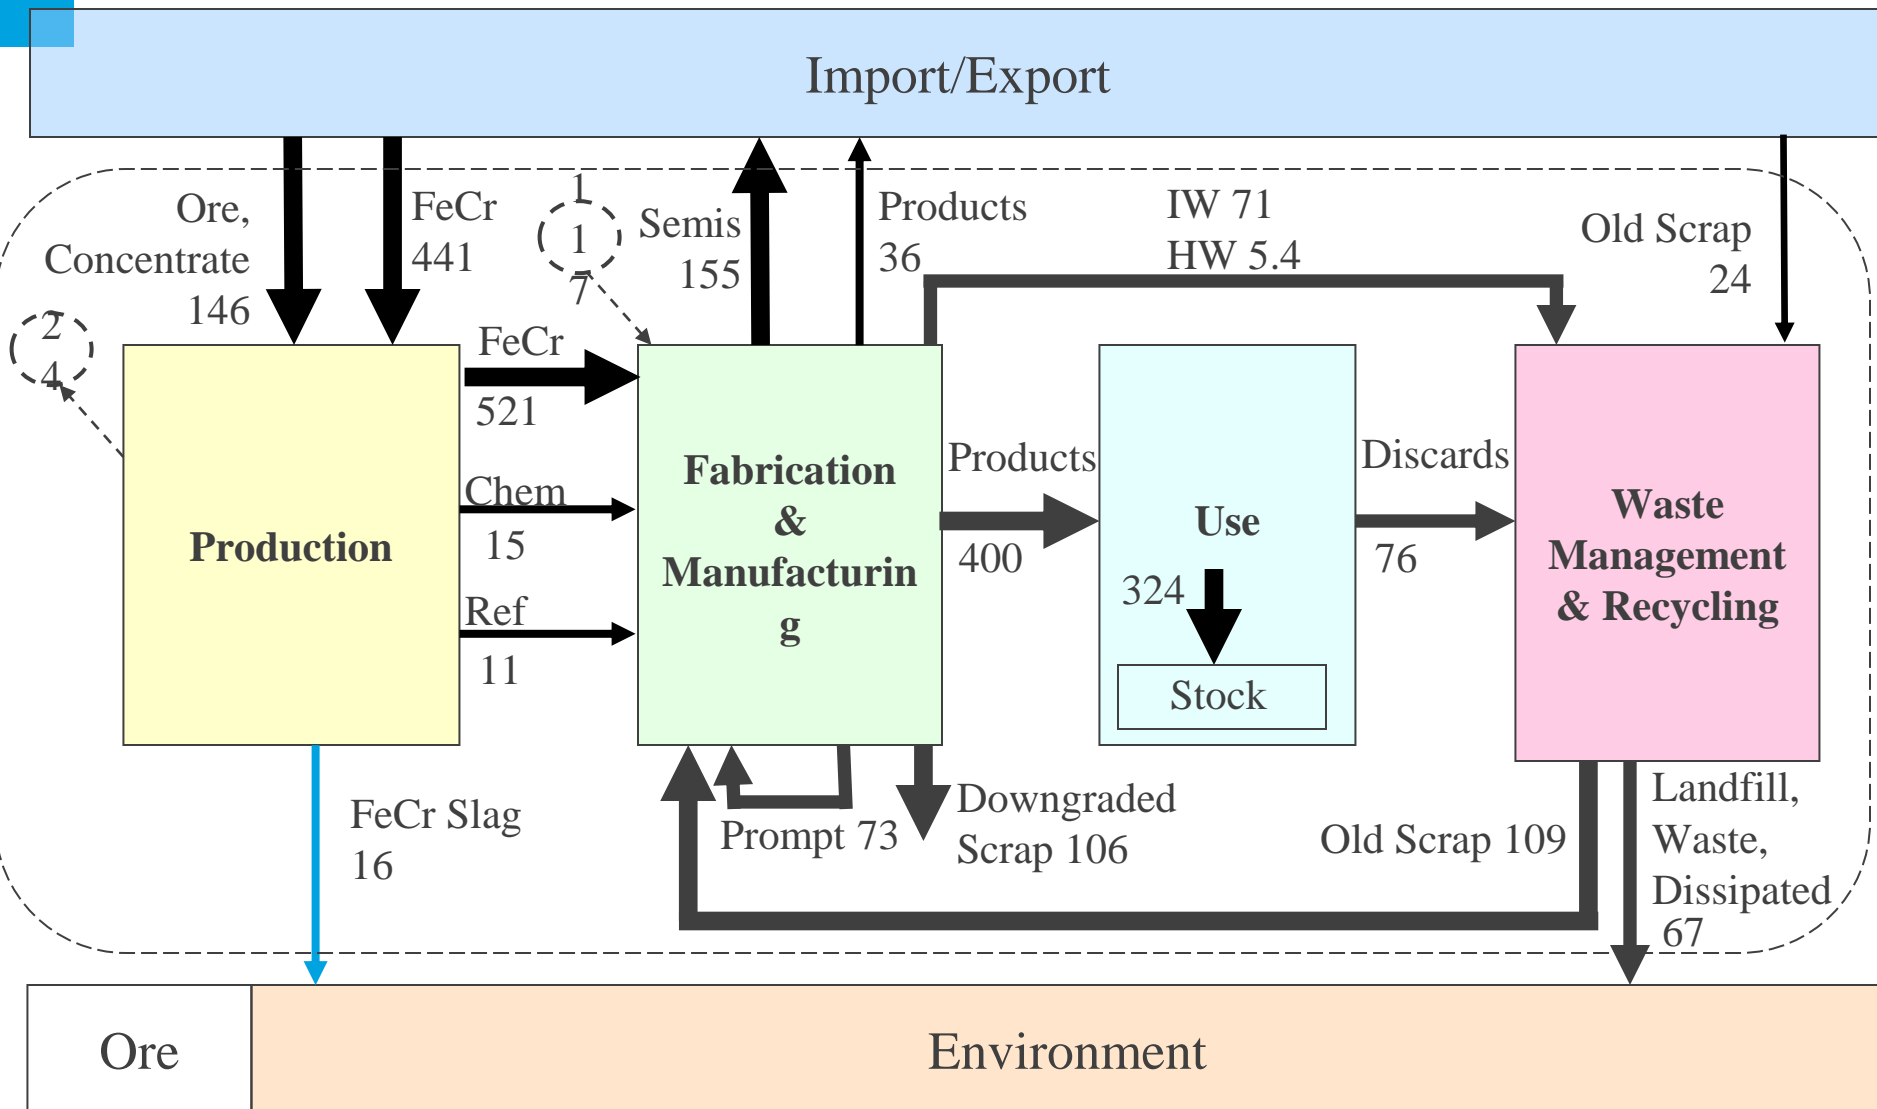 Import/Export
Ore,
Concentrate
146
FeCr
441
1
1
7
Semis
155
Products
36
IW 71
HW 5.4
Old Scrap
24
2
4
FeCr
521
Chem
15
Ref
11
Production
Fabrication
&
Manufacturin
g
Products
400
Use
324
Stock
Discards
76
Waste
Management
& Recycling
FeCr Slag
16
Prompt 73
Downgraded
Scrap 106
Old Scrap 109
Landfill,
Waste,
Dissipated
67
Ore
Environment